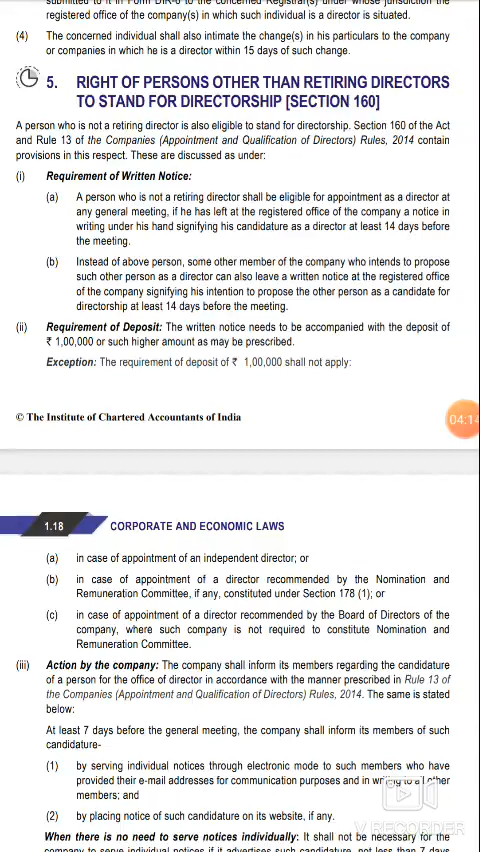 registered office of the company(s) in which such individual is a director is situated.
(4) The concerned individual shall also intimate the change(s) in his particulars to the company
or companies in which he is a director within 15 days of such change.
5. RIGHT OF PERSONS OTHER THAN RETIRING DIRECTORS
TO STAND FOR DIRECTORSHIP [SECTION 160]
A person who is not a retiring director is also eligible to stand for directorship. Section 160 of the Act
and Rule 13 of the Companies (Appointment and Qualification of Directors) Rules, 2014 contain
provisions in this respect. These are discussed as under:
(i) Requirement of Written Notice:
(a) A person who is not a retiring director shall be eligible for appointment as a director at
any general meeting, if he has left at the registered office of the company a notice in
writing under his hand signifying his candidature as a director at least 14 days before
the meeting.
(b) Instead of above person, some other member of the company who intends to propose
such other person as a director can also leave a written notice at the registered office
of the company signifying his intention to propose the other person as a candidate for
directorship at least 14 days before the meeting.
(ii) Requirement of Deposit: The written notice needs to be accompanied with the deposit of
₹ 1,00,000 or such higher amount as may be prescribed.
Exception: The requirement of deposit of ₹ 1,00,000 shall not apply:
© The Institute of Chartered Accountants of India
04:14
1.18 CORPORATE AND ECONOMIC LAWS
(a) in case of appointment of an independent director; or
(b) in case of appointment of a director recommended by the Nomination and
Remuneration Committee, if any, constituted under Section 178 (1); or
(c) in case of appointment of a director recommended by the Board of Directors of the
company, where such company is not required to constitute Nomination and
Remuneration Committee.
(iii) Action by the company: The company shall inform its members regarding the candidature
of a person for the office of director in accordance with the manner prescribed in Rule 13 of
the Companies (Appointment and Qualification of Directors) Rules, 2014. The same is stated
below:
At least 7 days before the general meeting, the company shall inform its members of such
candidature-
(1) by serving individual notices through electronic mode to such members who have
provided their e-mail addresses for communication purposes and in writing to all other
members; and
(2) by placing notice of such candidature on its website, if any.
V RECORDER
When there is no need to serve notices individually: It shall not be necessary for the
company to serve individual notices if it advertises such candidature, not less than 7 days